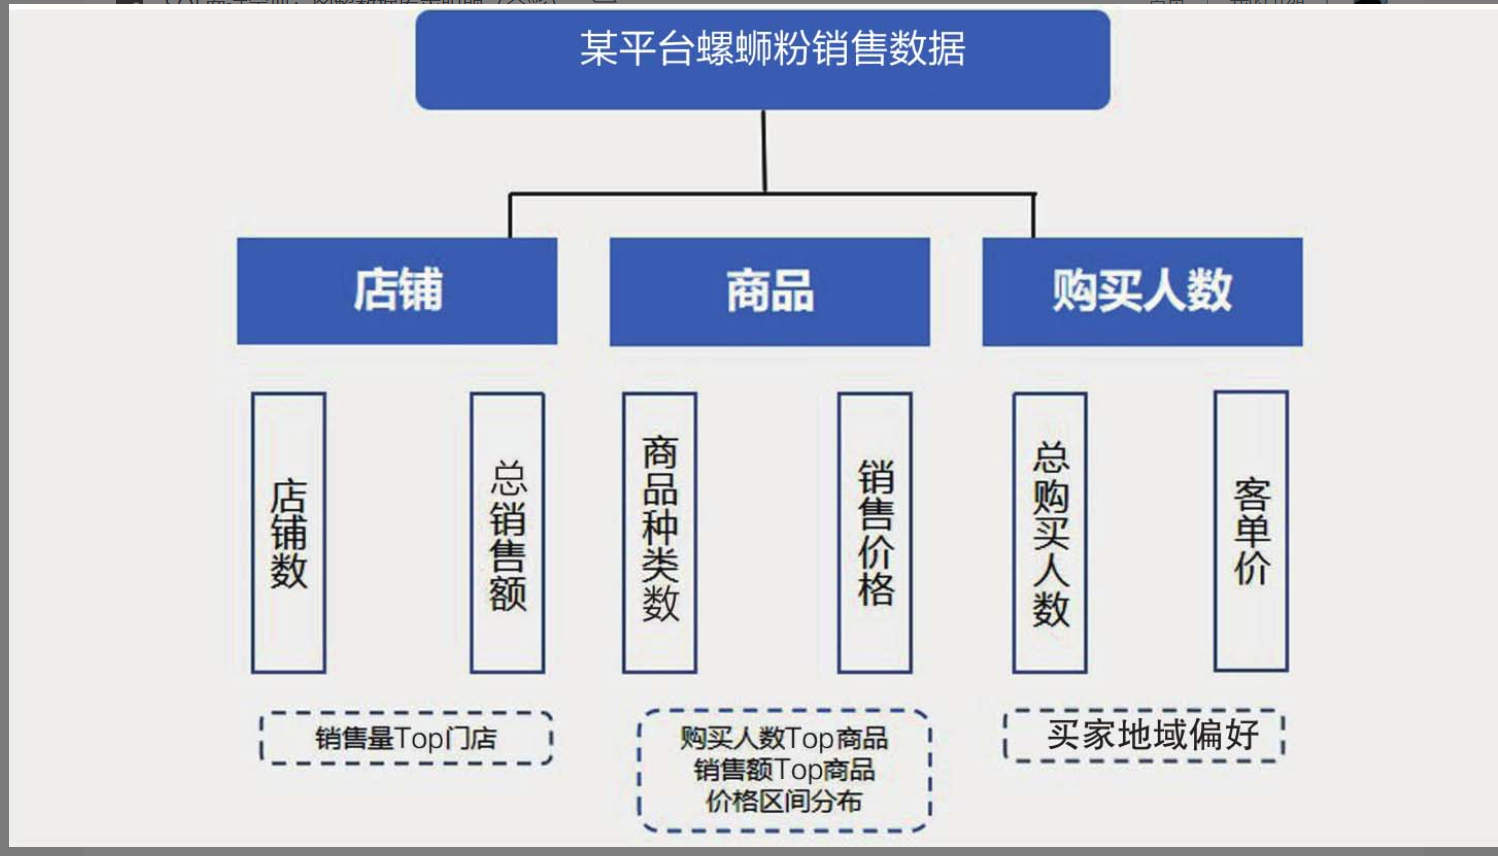 某平台螺蛳粉销售数据
店铺
商品
购买人数
店铺数
总销售额
商品种类数
销售价格
总购买人数
客单价
销售量Top门店
购买人数Top商品
销售额Top商品
价格区间分布
买家地域偏好